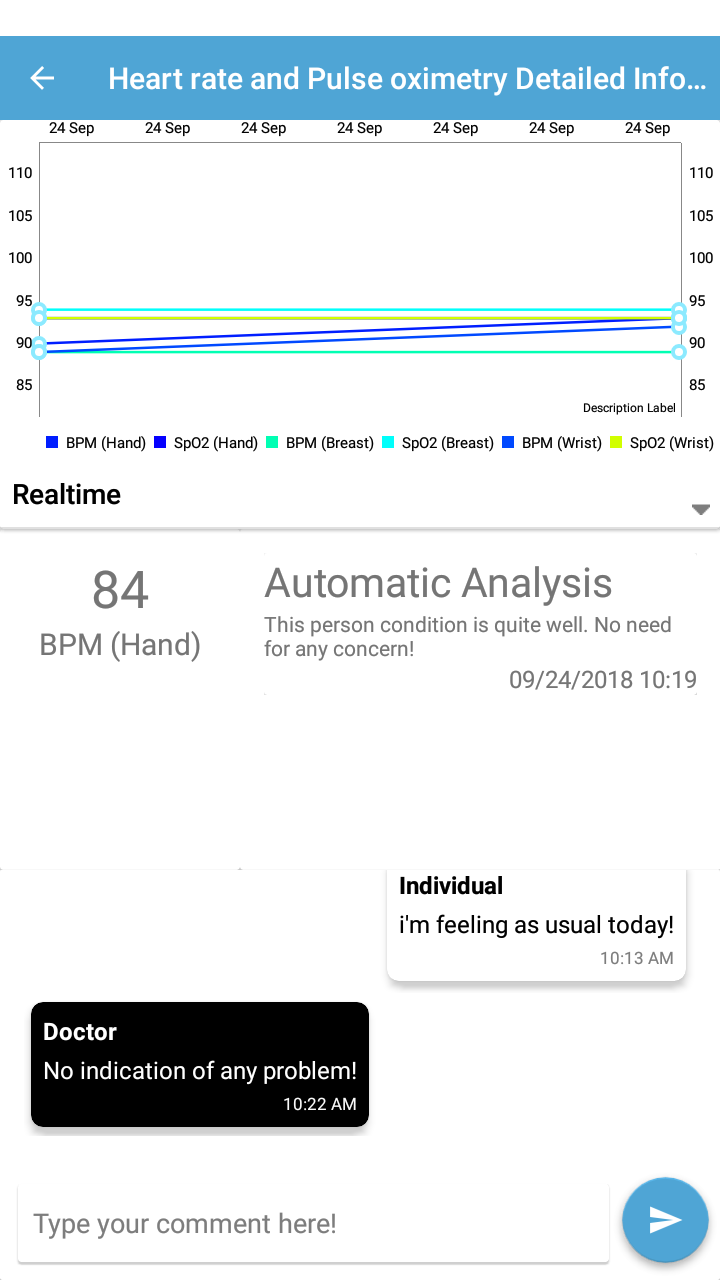 Heart rate and Pulse oximetry Detailed Info...
24 Sep 24 Sep 24 Sep 24 Sep 24 Sep 24 Sep 24 Sep
110 110
105 105
100 100
95 95
90 90
85 85
Description Label
BPM (Hand) SpO2 (Hand) BPM (Breast) SpO2 (Breast) BPM (Wrist) SpO2 (Wrist)
Realtime
84
BPM (Hand)
Automatic Analysis
This person condition is quite well. No need
for any concern!
09/24/2018 10:19
Individual
i'm feeling as usual today!
10:13 AM
Doctor
No indication of any problem!
10:22 AM
Type your comment here!